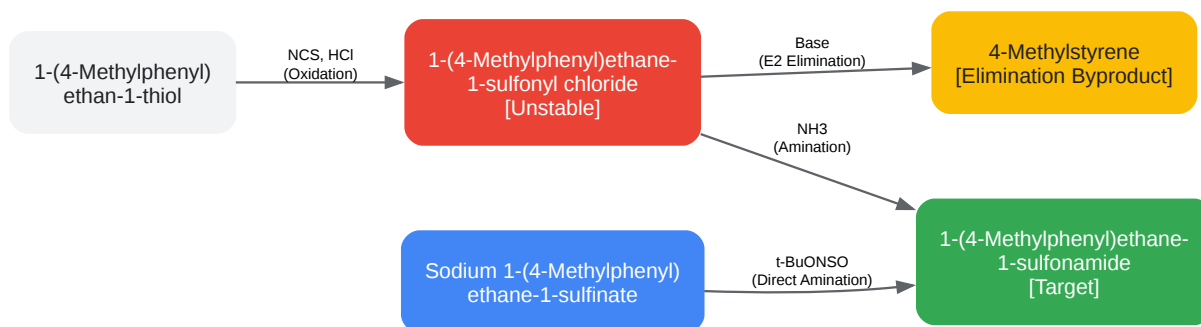 1-(4-Methylphenyl)
ethan-1-thiol
NCS, HCl
(Oxidation)
1-(4-Methylphenyl)ethane-
1-sulfonyl chloride
[Unstable]
Base
(E2 Elimination)
4-Methylstyrene
[Elimination Byproduct]
NH3
(Amination)
Sodium 1-(4-Methylphenyl)
ethane-1-sulfinate
t-BuONSO
(Direct Amination)
1-(4-Methylphenyl)ethane-
1-sulfonamide
[Target]